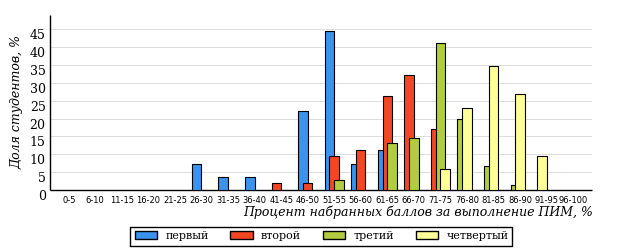 Доля студентов, %
45
40
35
30
25
20
15
10
5
0
0-5 6-10 11-15 16-20 21-25 26-30 31-35 36-40 41-45 46-50 51-55 56-60 61-65 66-70 71-75 76-80 81-85 86-90 91-95 96-100
Процент набранных баллов за выполнение ПИМ, %
первый второй третий четвертый